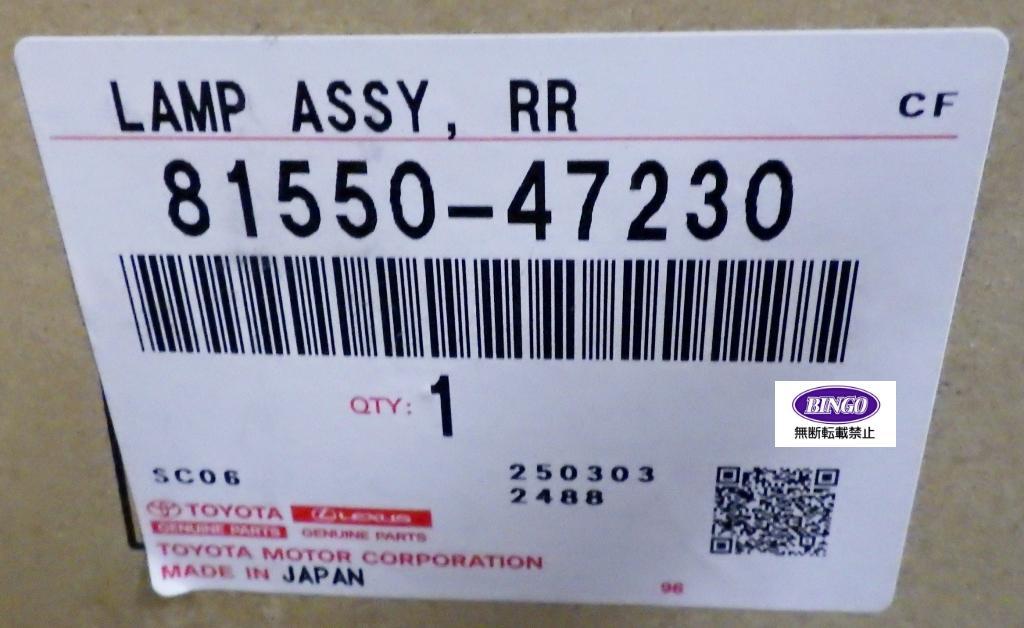 LAMP ASSY, RR
CF
81550-47230
QTY: 1
BINGO
無断転載禁止
SC06
250303
2488
TOYOTA
GENUINE PARTS
LEXUS
GENUINE PARTS
TOYOTA MOTOR CORPORATION
MADE IN JAPAN
96